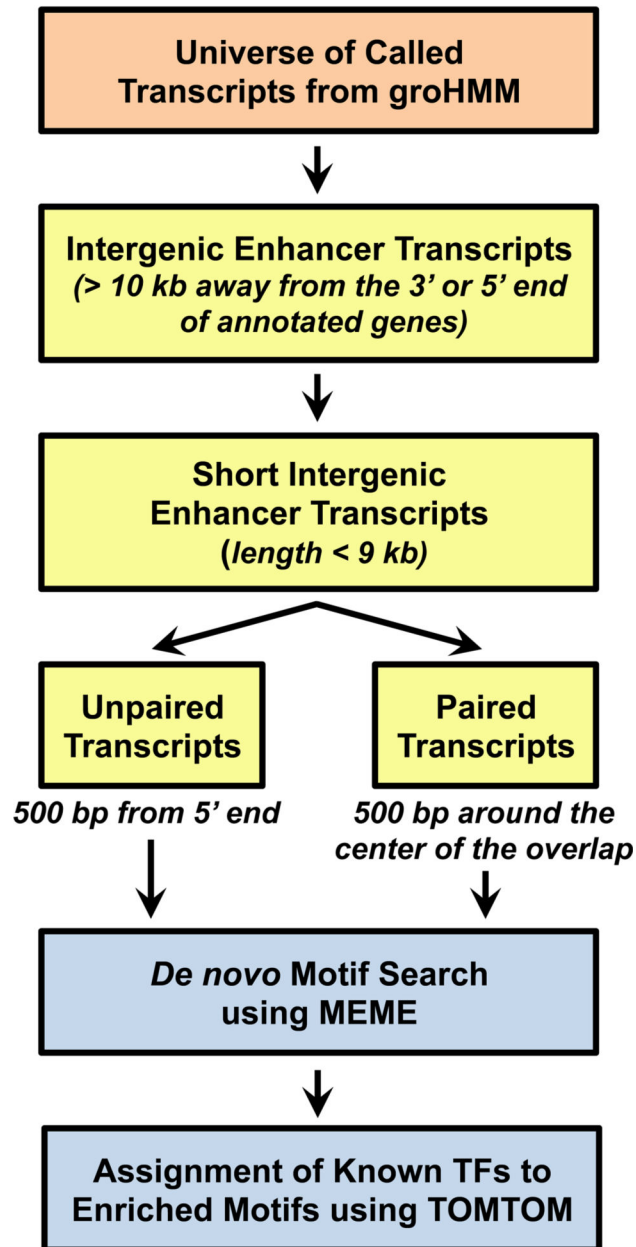 Universe of Called
Transcripts from groHMM
Intergenic Enhancer Transcripts
(> 10 kb away from the 3’ or 5’ end
of annotated genes)
Short Intergenic
Enhancer Transcripts
(length < 9 kb)
Unpaired
Transcripts
500 bp from 5’ end
Paired
Transcripts
500 bp around the
center of the overlap
De novo Motif Search
using MEME
Assignment of Known TFs to
Enriched Motifs using TOMTOM